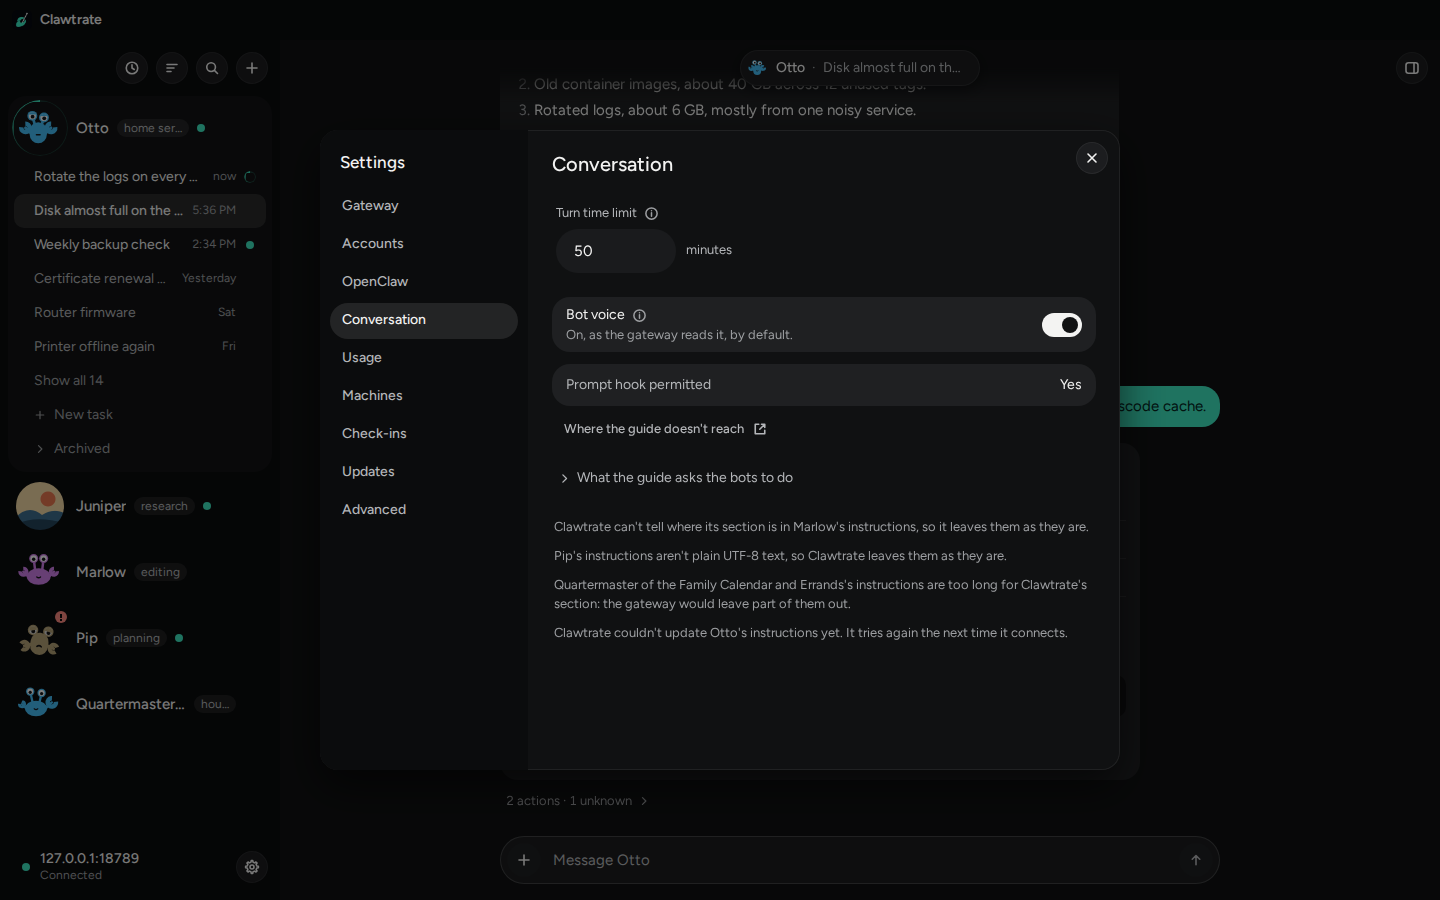 Clawtrate
Otto · Disk almost full on th...
2. Old container images, about 40 GB across 12 unused tags.
3. Rotated logs, about 6 GB, mostly from one noisy service.
Otto home ser...
Rotate the logs on every ... now
Disk almost full on the ... 5:36 PM
Weekly backup check 2:34 PM
Certificate renewal ... Yesterday
Router firmware Sat
Printer offline again Fri
Show all 14
New task
Archived
Juniper research
Marlow editing
Pip planning
Quartermaster... hou...
127.0.0.1:18789
Connected
Settings
Gateway
Accounts
OpenClaw
Conversation
Usage
Machines
Check-ins
Updates
Advanced
Conversation
Turn time limit
50 minutes
Bot voice
On, as the gateway reads it, by default.
Prompt hook permitted Yes
Where the guide doesn't reach
What the guide asks the bots to do
Clawtrate can't tell where its section is in Marlow's instructions, so it leaves them as they are.
Pip's instructions aren't plain UTF-8 text, so Clawtrate leaves them as they are.
Quartermaster of the Family Calendar and Errands's instructions are too long for Clawtrate's
section: the gateway would leave part of them out.
Clawtrate couldn't update Otto's instructions yet. It tries again the next time it connects.
scode cache.
2 actions · 1 unknown
Message Otto